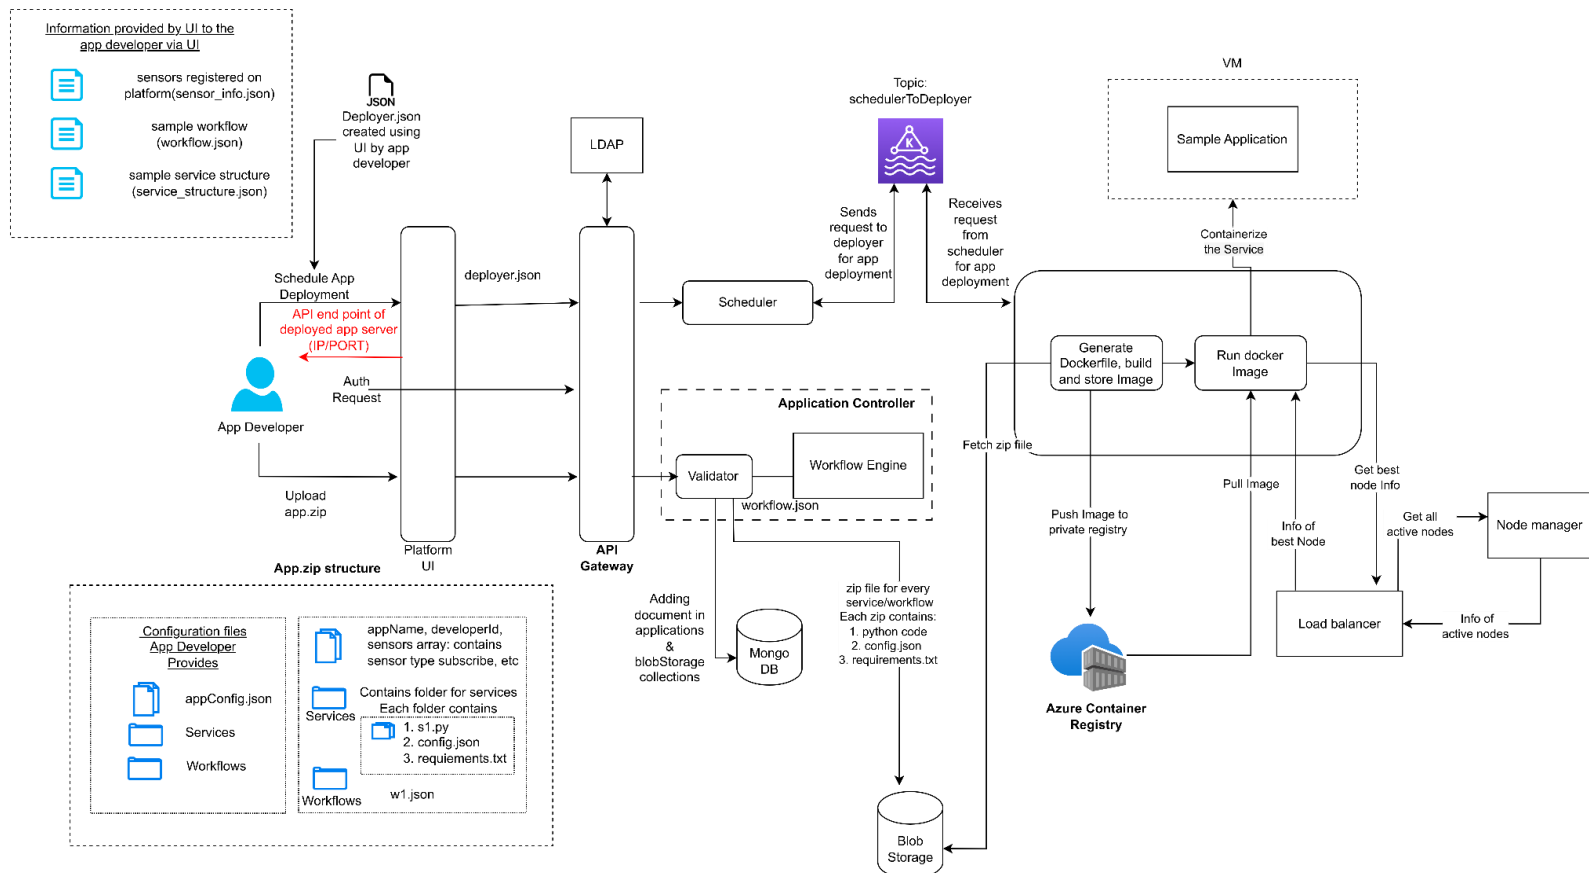 Information provided by UI to the
app developer via UI
sensors registered on
platform(sensor_info.json)
sample workflow
(workflow.json)
sample service structure
(service_structure.json)
JSON
Deployer.json
created using
UI by app
developer
LDAP
Topic:
schedulerToDeployer
K
VM
Sample Application
Sends
request to
deployer
for app
deployment
Receives
request
from
scheduler
for app
deployment
Containerize
the Service
Schedule App
Deployment
deployer.json
Scheduler
API end point of
deployed app server
(IP/PORT)
Generate
Dockerfile, build
and store Image
Run docker
Image
Auth
Request
App Developer
Application Controller
Validator
Workflow Engine
workflow.json
Fetch zip fiile
Upload
app.zip
Pull Image
Get best
node Info
Push Image to
private registry
Info of
best Node
Get all
active nodes
Node manager
Platform
UI
API
Gateway
App.zip structure
zip file for every
service/workflow
Each zip contains:
1. python code
2. config.json
3. requirements.txt
Adding
document in
applications
&
blobStorage
collections
Mongo
DB
Load balancer
Info of
active nodes
Configuration files
App Developer
Provides
appConfig.json
Services
Workflows
appName, developerId,
sensors array: contains
sensor type subscribe, etc
Contains folder for services
Each folder contains
Services
1. s1.py
2. config.json
3. requiements.txt
Workflows
w1.json
Azure Container
Registry
Blob
Storage